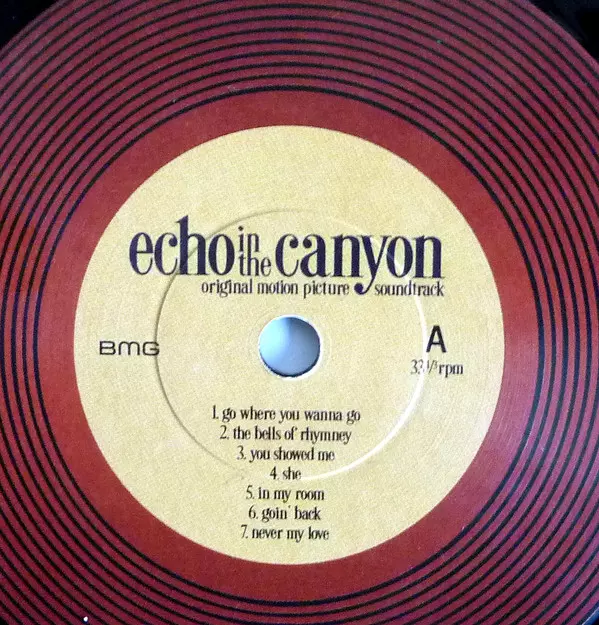 echo in the canyon
original motion picture soundtrack
BMG
A
33 1/3 rpm
1. go where you wanna go
2. the bells of rhymney
3. you showed me
4. she
5. in my room
6. goin' back
7. never my love